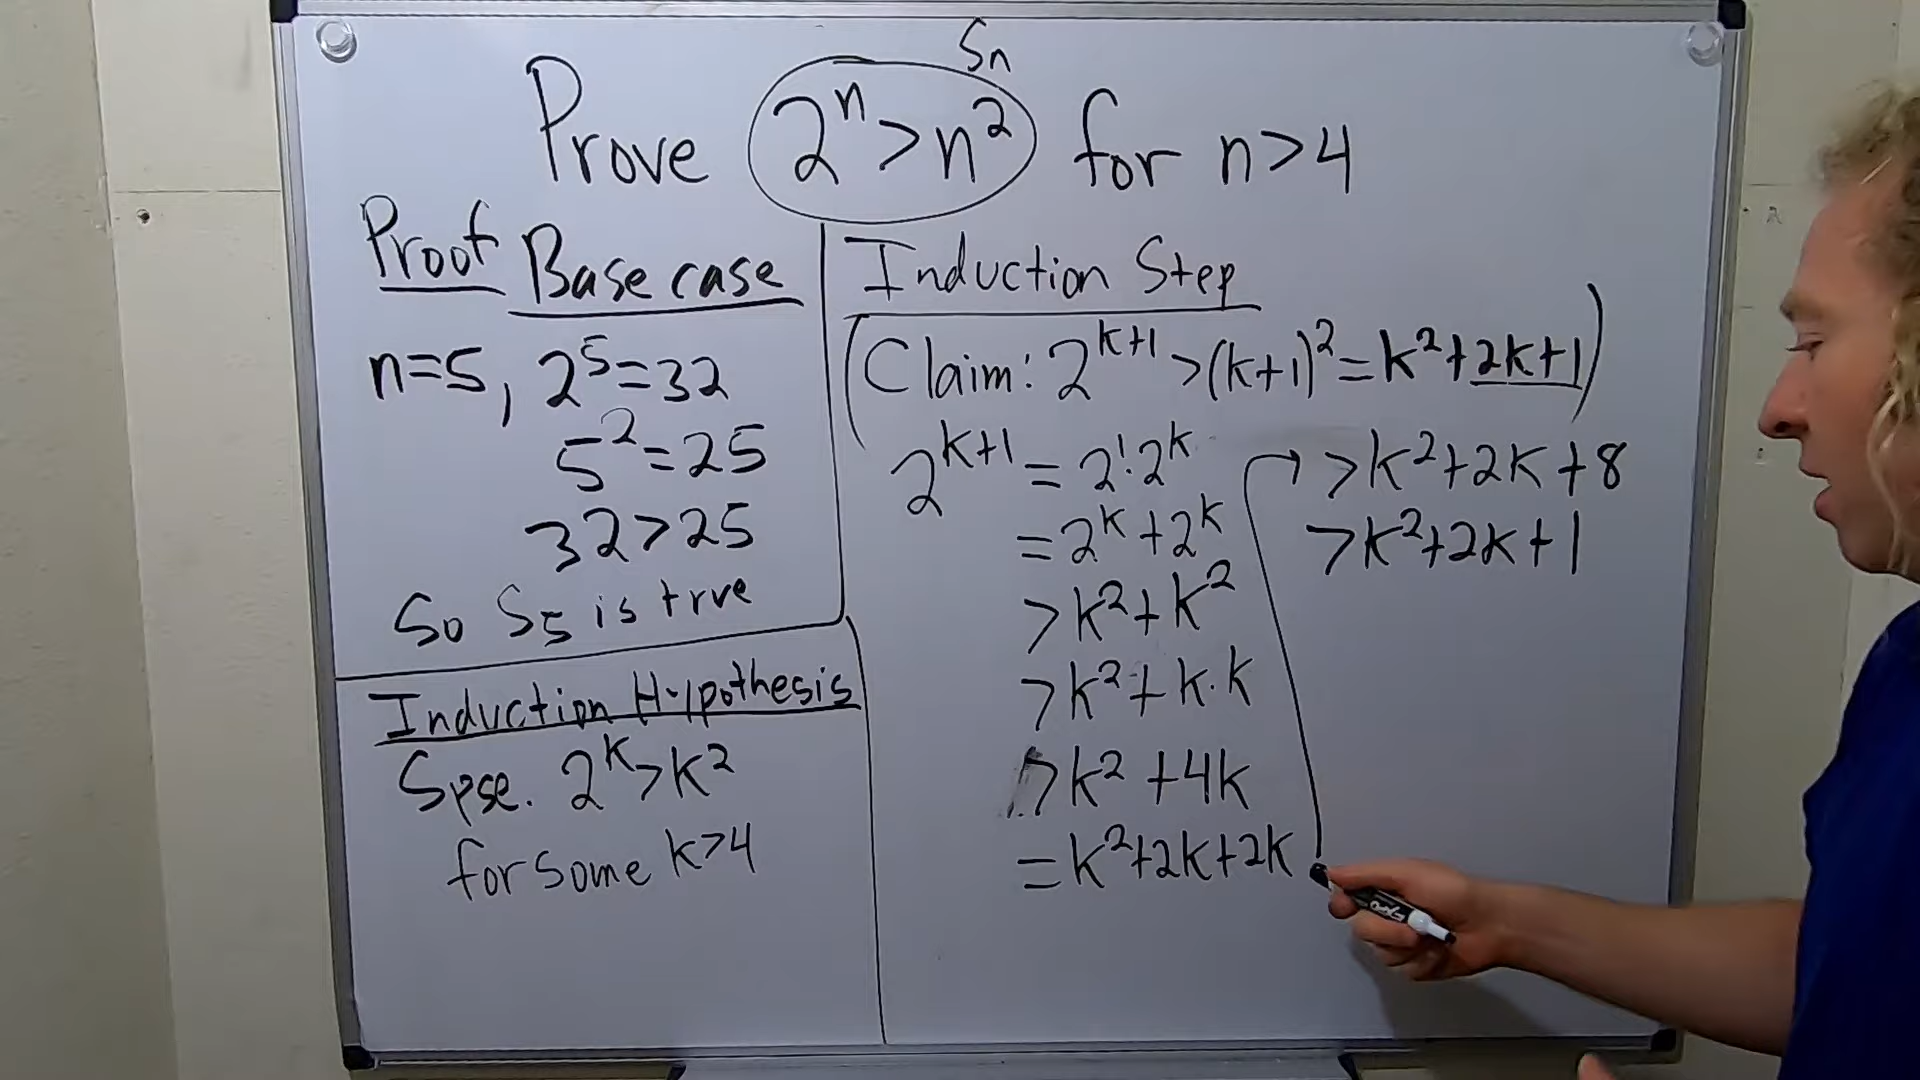 Sn
Prove 2^n > n^2 for n>4
Proof Base case
n=5, 2^5=32
5^2=25
32>25
So S5 is true
Induction Hypothesis
Spse. 2^k>k^2
for some k>4
Induction Step
(Claim: 2^{k+1} >(k+1)^2=k^2+2k+1)
2^{k+1} = 2^1·2^k
=2^k+2^k
>k^2+k^2
>k^2+k·k
>k^2+4k
=k^2+2k+2k
>k^2+2k+8
>k^2+2k+1
EXPO